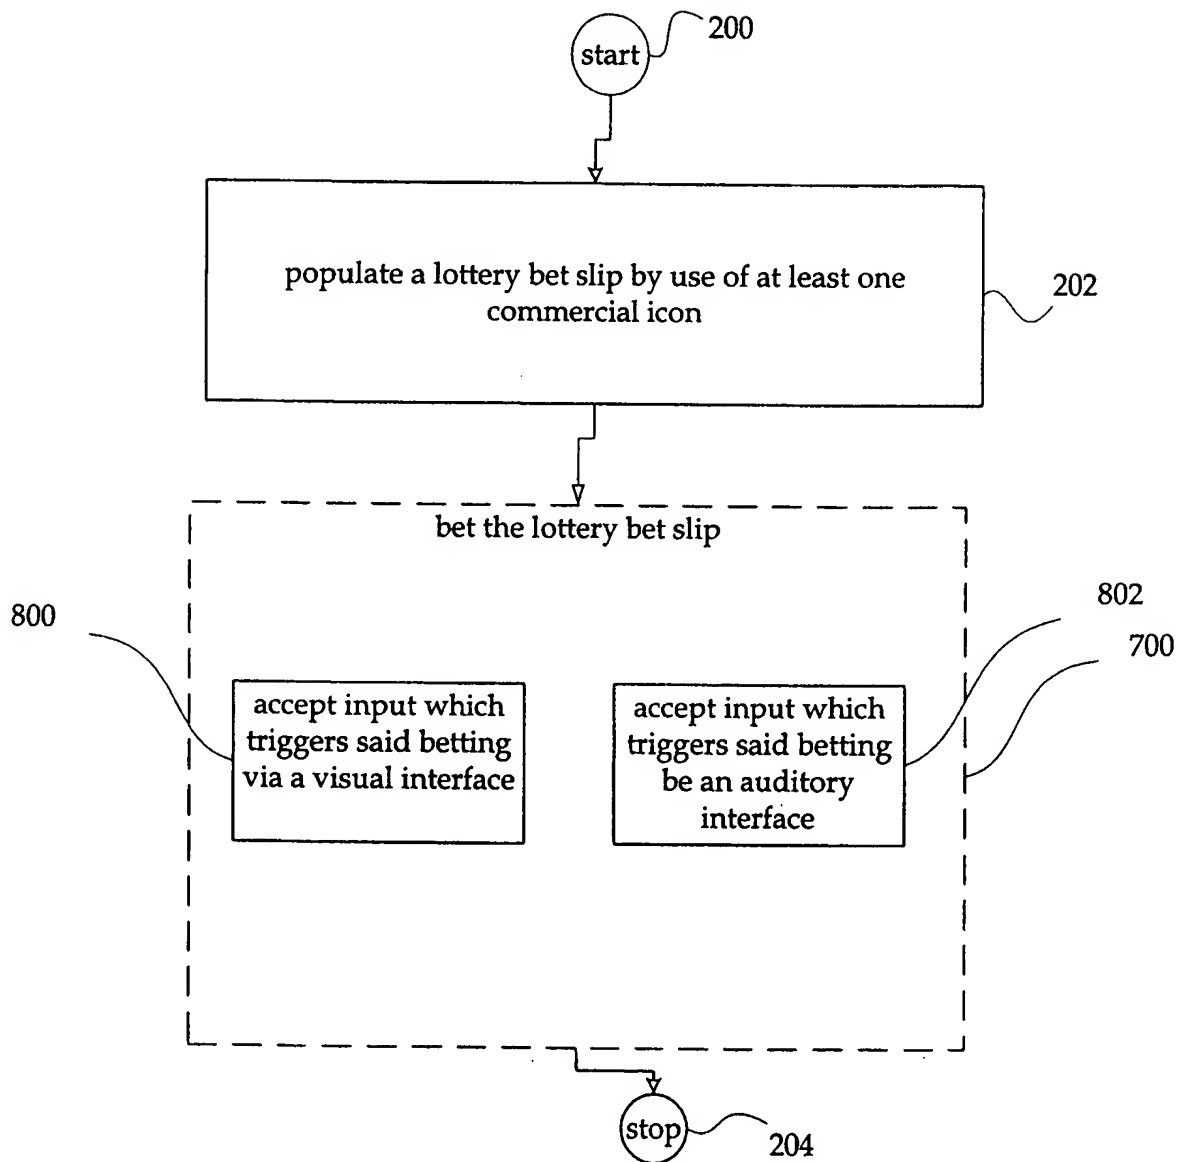 200
start
populate a lottery bet slip by use of at least one
commercial icon
202
bet the lottery bet slip
800
802
700
accept input which
triggers said betting
via a visual interface
accept input which
triggers said betting
be an auditory
interface
stop
204